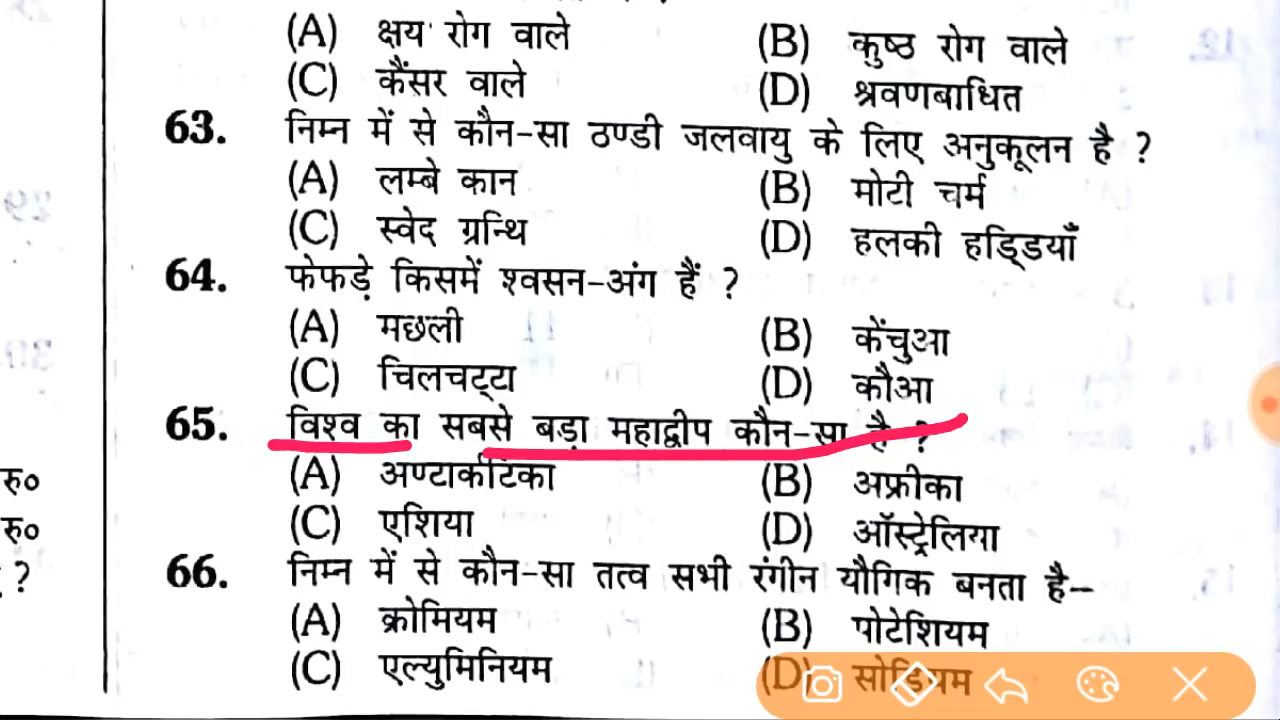 (A) क्षय रोग वाले (B) कुष्ठ रोग वाले
(C) कैंसर वाले (D) श्रवणबाधित
63. निम्न में से कौन-सा ठण्डी जलवायु के लिए अनुकूलन है ?
(A) लम्बे कान (B) मोटी चर्म
(C) स्वेद ग्रन्थि (D) हलकी हड्डियाँ
64. फेफड़े किसमें श्वसन-अंग हैं ?
(A) मछली (B) केंचुआ
(C) चिलचट्टा (D) कौआ
65. विश्व का सबसे बड़ा महाद्वीप कौन-सा है ?
रु० (A) अण्टार्कटिका (B) अफ्रीका
रु० (C) एशिया (D) ऑस्ट्रेलिया
? 66. निम्न में से कौन-सा तत्व सभी रंगीन यौगिक बनता है–
(A) क्रोमियम (B) पोटेशियम
(C) एल्युमिनियम (D) सोडियम